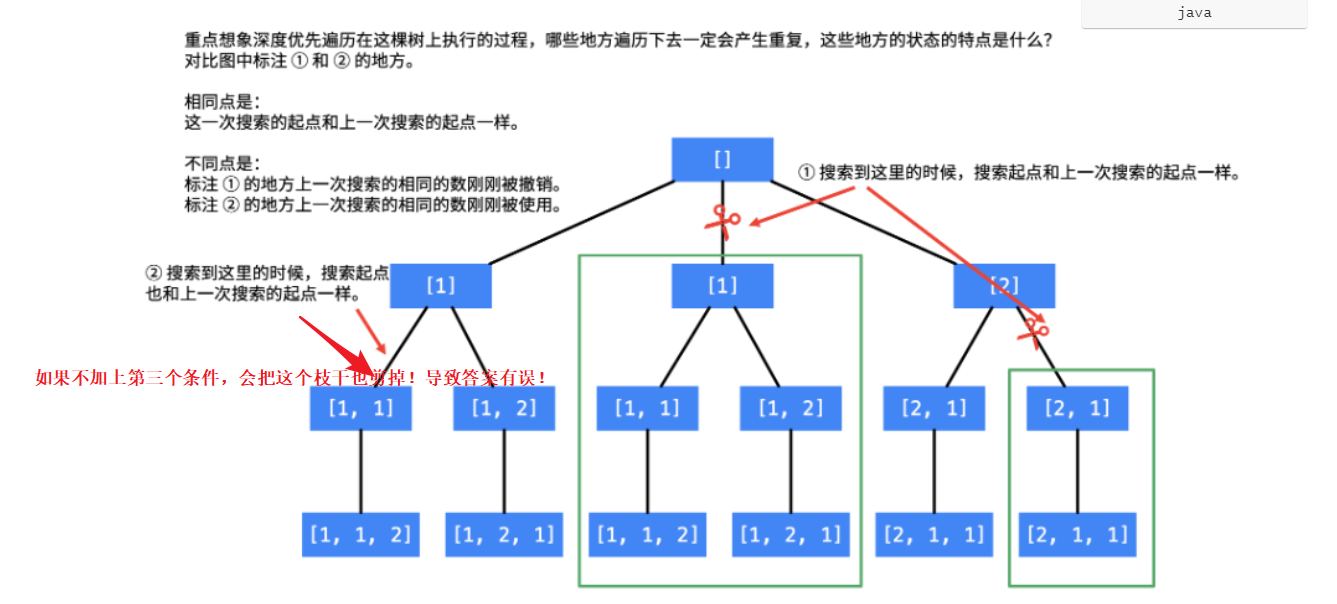 java
重点想象深度优先遍历在这棵树上执行的过程，哪些地方遍历下去一定会产生重复，这些地方的状态的特点是什么？
对比图中标注 ① 和 ② 的地方。
相同点是：
这一次搜索的起点和上一次搜索的起点一样。
不同点是：
标注 ① 的地方上一次搜索的相同的数刚刚被撤销。
标注 ② 的地方上一次搜索的相同的数刚刚被使用。
[]
① 搜索到这里的时候，搜索起点和上一次搜索的起点一样。
② 搜索到这里的时候，搜索起点
也和上一次搜索的起点一样。
[1]
[1]
[2]
如果不加上第三个条件，会把这个枝干也剪掉！导致答案有误！
[1, 1]
[1, 2]
[1, 1]
[1, 2]
[2, 1]
[2, 1]
[1, 1, 2]
[1, 2, 1]
[1, 1, 2]
[1, 2, 1]
[2, 1, 1]
[2, 1, 1]